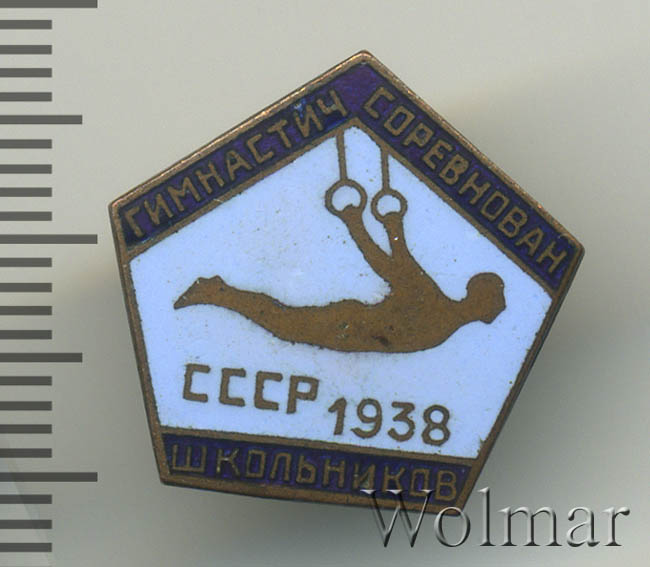 ГИМНАСТИЧ СОРЕВНОВАН
СССР 1938
ШКОЛЬНИКОВ
Wolmar